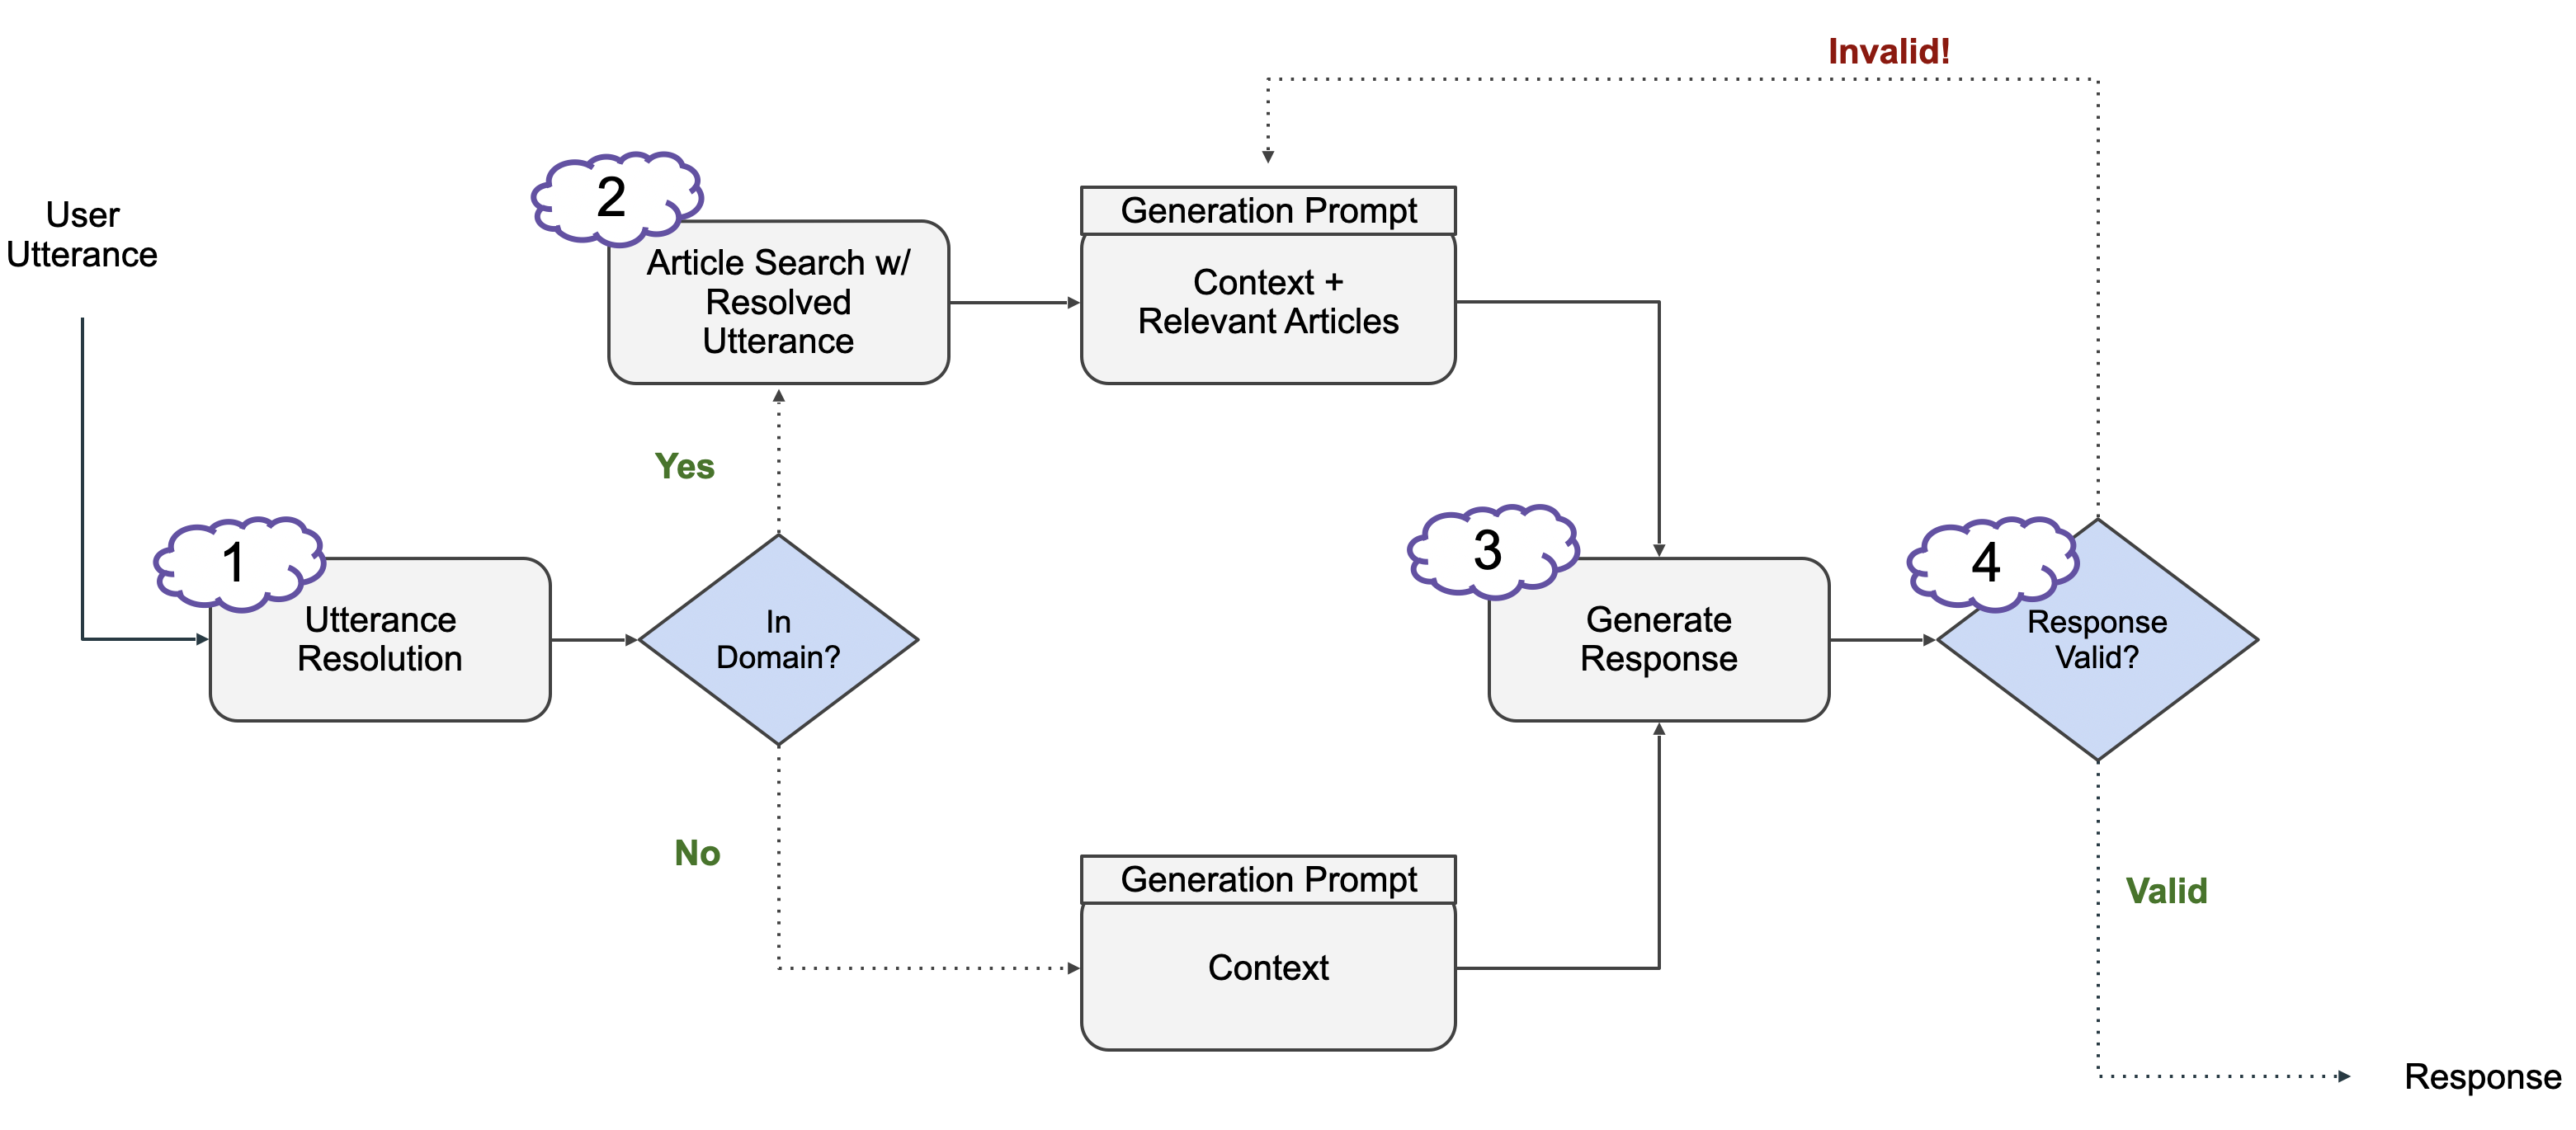 User
Utterance
1
Utterance
Resolution
In
Domain?
Yes
No
2
Article Search w/
Resolved
Utterance
Generation Prompt
Context +
Relevant Articles
Generation Prompt
Context
3
Generate
Response
4
Response
Valid?
Invalid!
Valid
Response